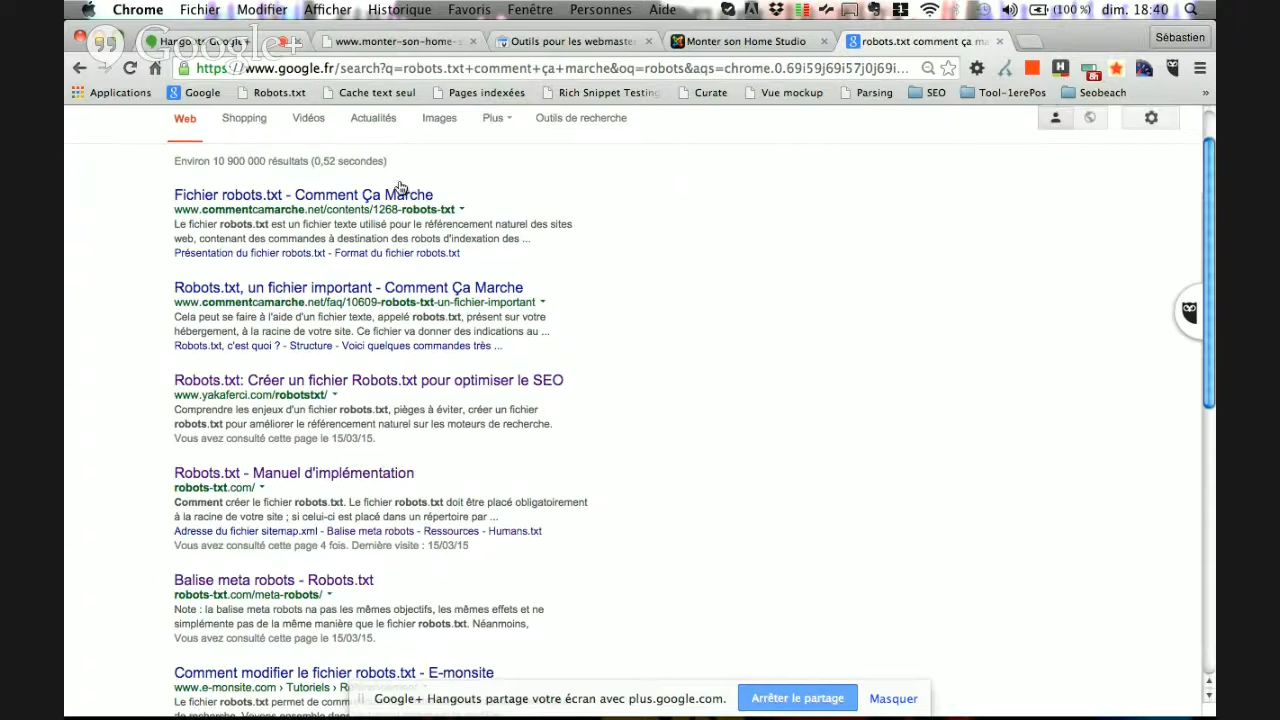 Chrome Fichier Modifier Afficher Historique Favoris Fenêtre Personnes Aide (100 %) dim. 18:40
Google+
www.monter-son-home- Outils pour les webmaste Monter son Home Studio robots.txt comment ça ma Sébastien
https://www.google.fr/search?q=robots.txt+comment+ça+marche&oq=robots&aqs=chrome.0.69i59j69i57j0j69i...
Applications Google Robots.txt Cache text seul Pages indexées Rich Snippet Testing Curate Vue mockup Parsing SEO Tool-1erePos Seobeach »
Web Shopping Vidéos Actualités Images Plus Outils de recherche
Environ 10 900 000 résultats (0,52 secondes)
Fichier robots.txt - Comment Ça Marche
www.commentcamarche.net/contents/1268-robots-txt
Le fichier robots.txt est un fichier texte utilisé pour le référencement naturel des sites
web, contenant des commandes à destination des robots d'indexation des ...
Présentation du fichier robots.txt - Format du fichier robots.txt
Robots.txt, un fichier important - Comment Ça Marche
www.commentcamarche.net/faq/10609-robots-txt-un-fichier-important
Cela peut se faire à l'aide d'un fichier texte, appelé robots.txt, présent sur votre
hébergement, à la racine de votre site. Ce fichier va donner des indications au ...
Robots.txt, c'est quoi ? - Structure - Voici quelques commandes très ...
Robots.txt: Créer un fichier Robots.txt pour optimiser le SEO
www.yakaferci.com/robotstxt/
Comprendre les enjeux d'un fichier robots.txt, pièges à éviter, créer un fichier
robots.txt pour améliorer le référencement naturel sur les moteurs de recherche.
Vous avez consulté cette page le 15/03/15.
Robots.txt - Manuel d'implémentation
robots-txt.com/
Comment créer le fichier robots.txt. Le fichier robots.txt doit être placé obligatoirement
à la racine de votre site ; si celui-ci est placé dans un répertoire par ...
Adresse du fichier sitemap.xml - Balise meta robots - Ressources - Humans.txt
Vous avez consulté cette page 4 fois. Dernière visite : 15/03/15
Balise meta robots - Robots.txt
robots-txt.com/meta-robots/
Note : la balise meta robots na pas les mêmes objectifs, les mêmes effets et ne
simplémente pas de la même manière que le fichier robots.txt. Néanmoins,
Vous avez consulté cette page le 15/03/15.
Comment modifier le fichier robots.txt - E-monsite
www.e-monsite.com › Tutoriels ›
Le fichier robots.txt permet de
Google+ Hangouts partage votre écran avec plus.google.com. Arrêter le partage Masquer